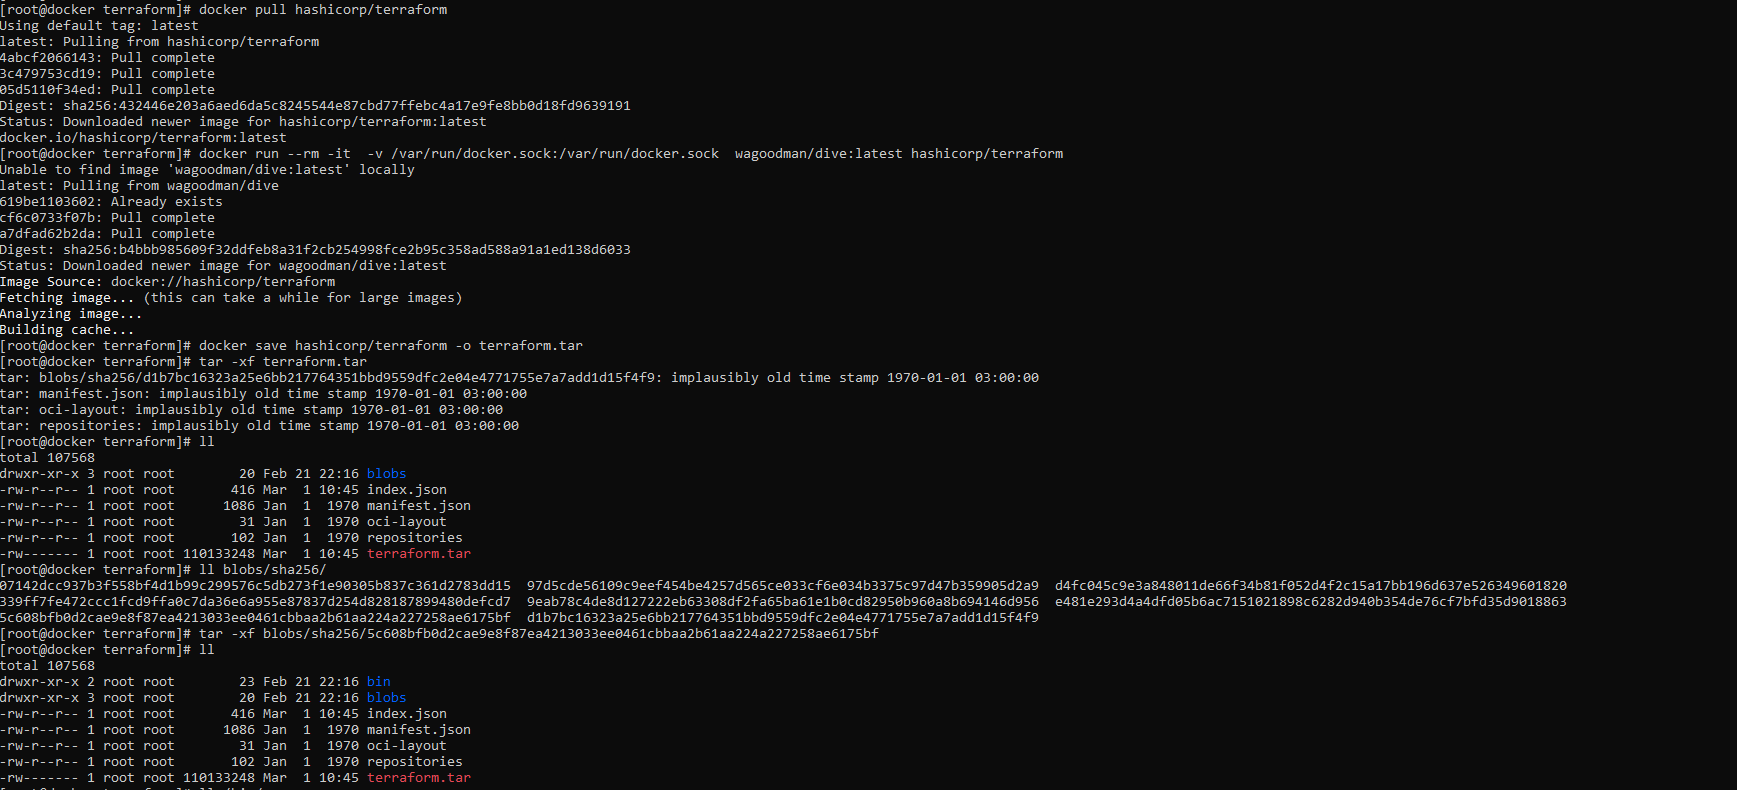 [root@docker terraform]# docker pull hashicorp/terraform
Using default tag: latest
latest: Pulling from hashicorp/terraform
4abcf2066143: Pull complete
3c479753cd19: Pull complete
05d5110f34ed: Pull complete
Digest: sha256:432446e203a6aed6da5c8245544e87cbd77ffebc4a17e9fe8bb0d18fd9639191
Status: Downloaded newer image for hashicorp/terraform:latest
docker.io/hashicorp/terraform:latest
[root@docker terraform]# docker run --rm -it  -v /var/run/docker.sock:/var/run/docker.sock  wagoodman/dive:latest hashicorp/terraform
Unable to find image 'wagoodman/dive:latest' locally
latest: Pulling from wagoodman/dive
619be1103602: Already exists
cf6c0733f07b: Pull complete
a7dfad62b2da: Pull complete
Digest: sha256:b4bbb985609f32ddfeb8a31f2cb254998fce2b95c358ad588a91a1ed138d6033
Status: Downloaded newer image for wagoodman/dive:latest
Image Source: docker://hashicorp/terraform
Fetching image... (this can take a while for large images)
Analyzing image...
Building cache...
[root@docker terraform]# docker save hashicorp/terraform -o terraform.tar
[root@docker terraform]# tar -xf terraform.tar
tar: blobs/sha256/d1b7bc16323a25e6bb217764351bbd9559dfc2e04e4771755e7a7add1d15f4f9: implausibly old time stamp 1970-01-01 03:00:00
tar: manifest.json: implausibly old time stamp 1970-01-01 03:00:00
tar: oci-layout: implausibly old time stamp 1970-01-01 03:00:00
tar: repositories: implausibly old time stamp 1970-01-01 03:00:00
[root@docker terraform]# ll
total 107568
drwxr-xr-x 3 root root        20 Feb 21 22:16 blobs
-rw-r--r-- 1 root root       416 Mar  1 10:45 index.json
-rw-r--r-- 1 root root      1086 Jan  1  1970 manifest.json
-rw-r--r-- 1 root root        31 Jan  1  1970 oci-layout
-rw-r--r-- 1 root root       102 Jan  1  1970 repositories
-rw------- 1 root root 110133248 Mar  1 10:45 terraform.tar
[root@docker terraform]# ll blobs/sha256/
07142dcc937b3f558bf4d1b99c299576c5db273f1e90305b837c361d2783dd15  97d5cde56109c9eef454be4257d565ce033cf6e034b3375c97d47b359905d2a9  d4fc045c9e3a848011de66f34b81f052d4f2c15a17bb196d637e526349601820
339ff7fe472ccc1fcd9ffa0c7da36e6a955e87837d254d828187899480defcd7  9eab78c4de8d127222eb63308df2fa65ba61e1b0cd82950b960a8b694146d956  e481e293d4a4dfd05b6ac7151021898c6282d940b354de76cf7bfd35d9018863
5c608bfb0d2cae9e8f87ea4213033ee0461cbbaa2b61aa224a227258ae6175bf  d1b7bc16323a25e6bb217764351bbd9559dfc2e04e4771755e7a7add1d15f4f9
[root@docker terraform]# tar -xf blobs/sha256/5c608bfb0d2cae9e8f87ea4213033ee0461cbbaa2b61aa224a227258ae6175bf
[root@docker terraform]# ll
total 107568
drwxr-xr-x 2 root root        23 Feb 21 22:16 bin
drwxr-xr-x 3 root root        20 Feb 21 22:16 blobs
-rw-r--r-- 1 root root       416 Mar  1 10:45 index.json
-rw-r--r-- 1 root root      1086 Jan  1  1970 manifest.json
-rw-r--r-- 1 root root        31 Jan  1  1970 oci-layout
-rw-r--r-- 1 root root       102 Jan  1  1970 repositories
-rw------- 1 root root 110133248 Mar  1 10:45 terraform.tar